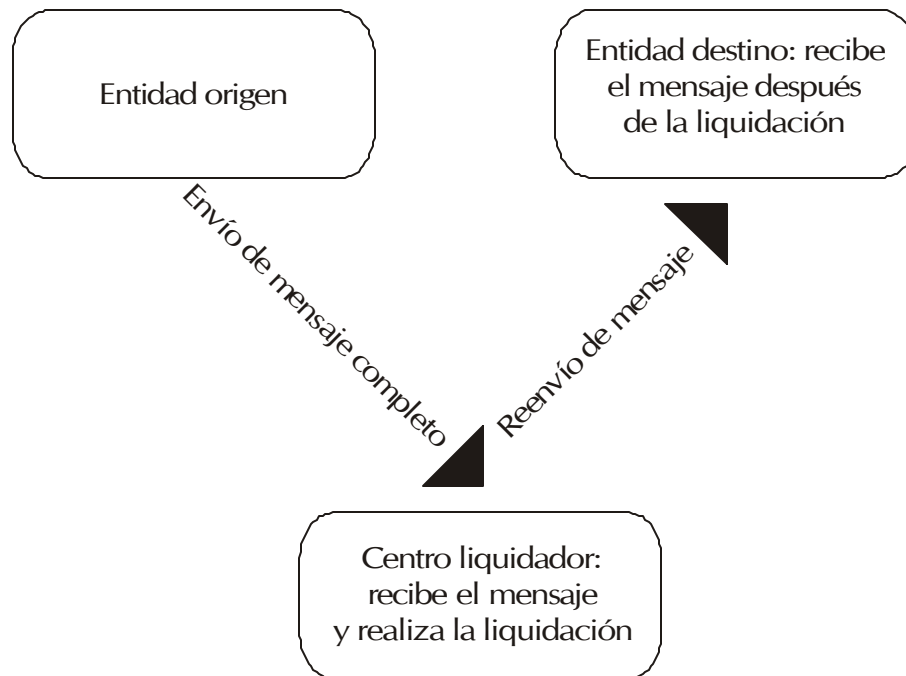 Entidad origen
Entidad destino: recibe
el mensaje después
de la liquidación
Envío de mensaje completo
Reenvío de mensaje
Centro liquidador:
recibe el mensaje
y realiza la liquidación